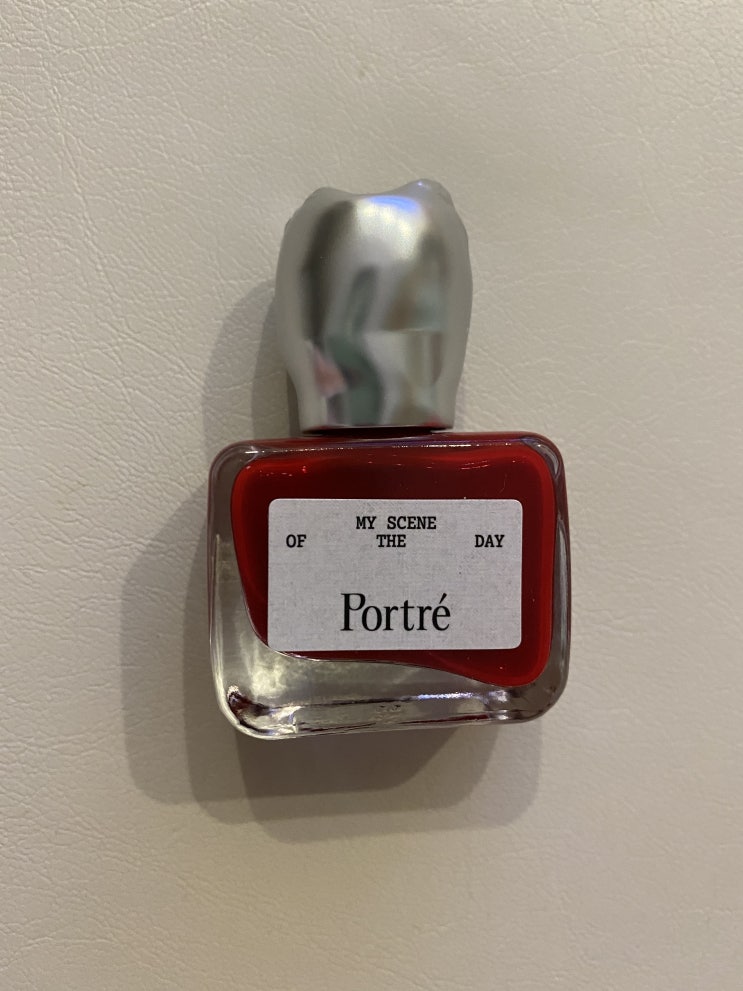 MY SCENE
OF THE DAY
Portré